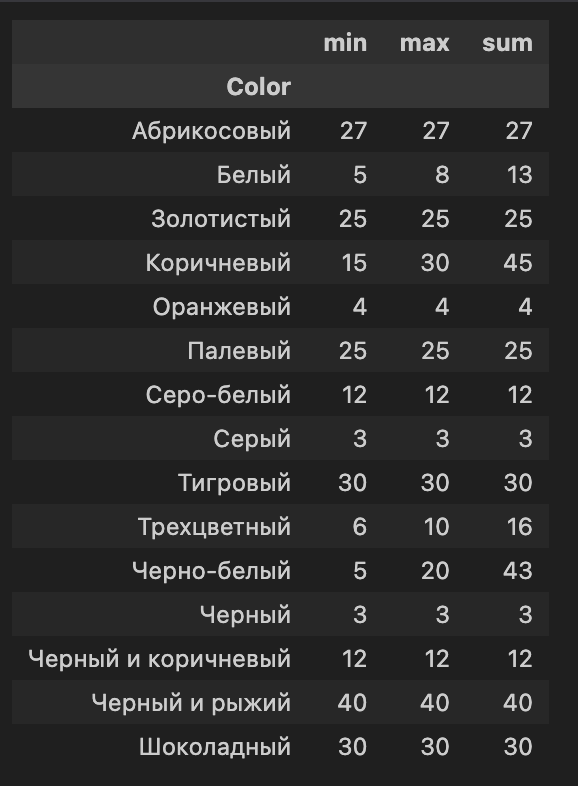 min max sum
Color
Абрикосовый 27 27 27
Белый 5 8 13
Золотистый 25 25 25
Коричневый 15 30 45
Оранжевый 4 4 4
Палевый 25 25 25
Серо-белый 12 12 12
Серый 3 3 3
Тигровый 30 30 30
Трехцветный 6 10 16
Черно-белый 5 20 43
Черный 3 3 3
Черный и коричневый 12 12 12
Черный и рыжий 40 40 40
Шоколадный 30 30 30